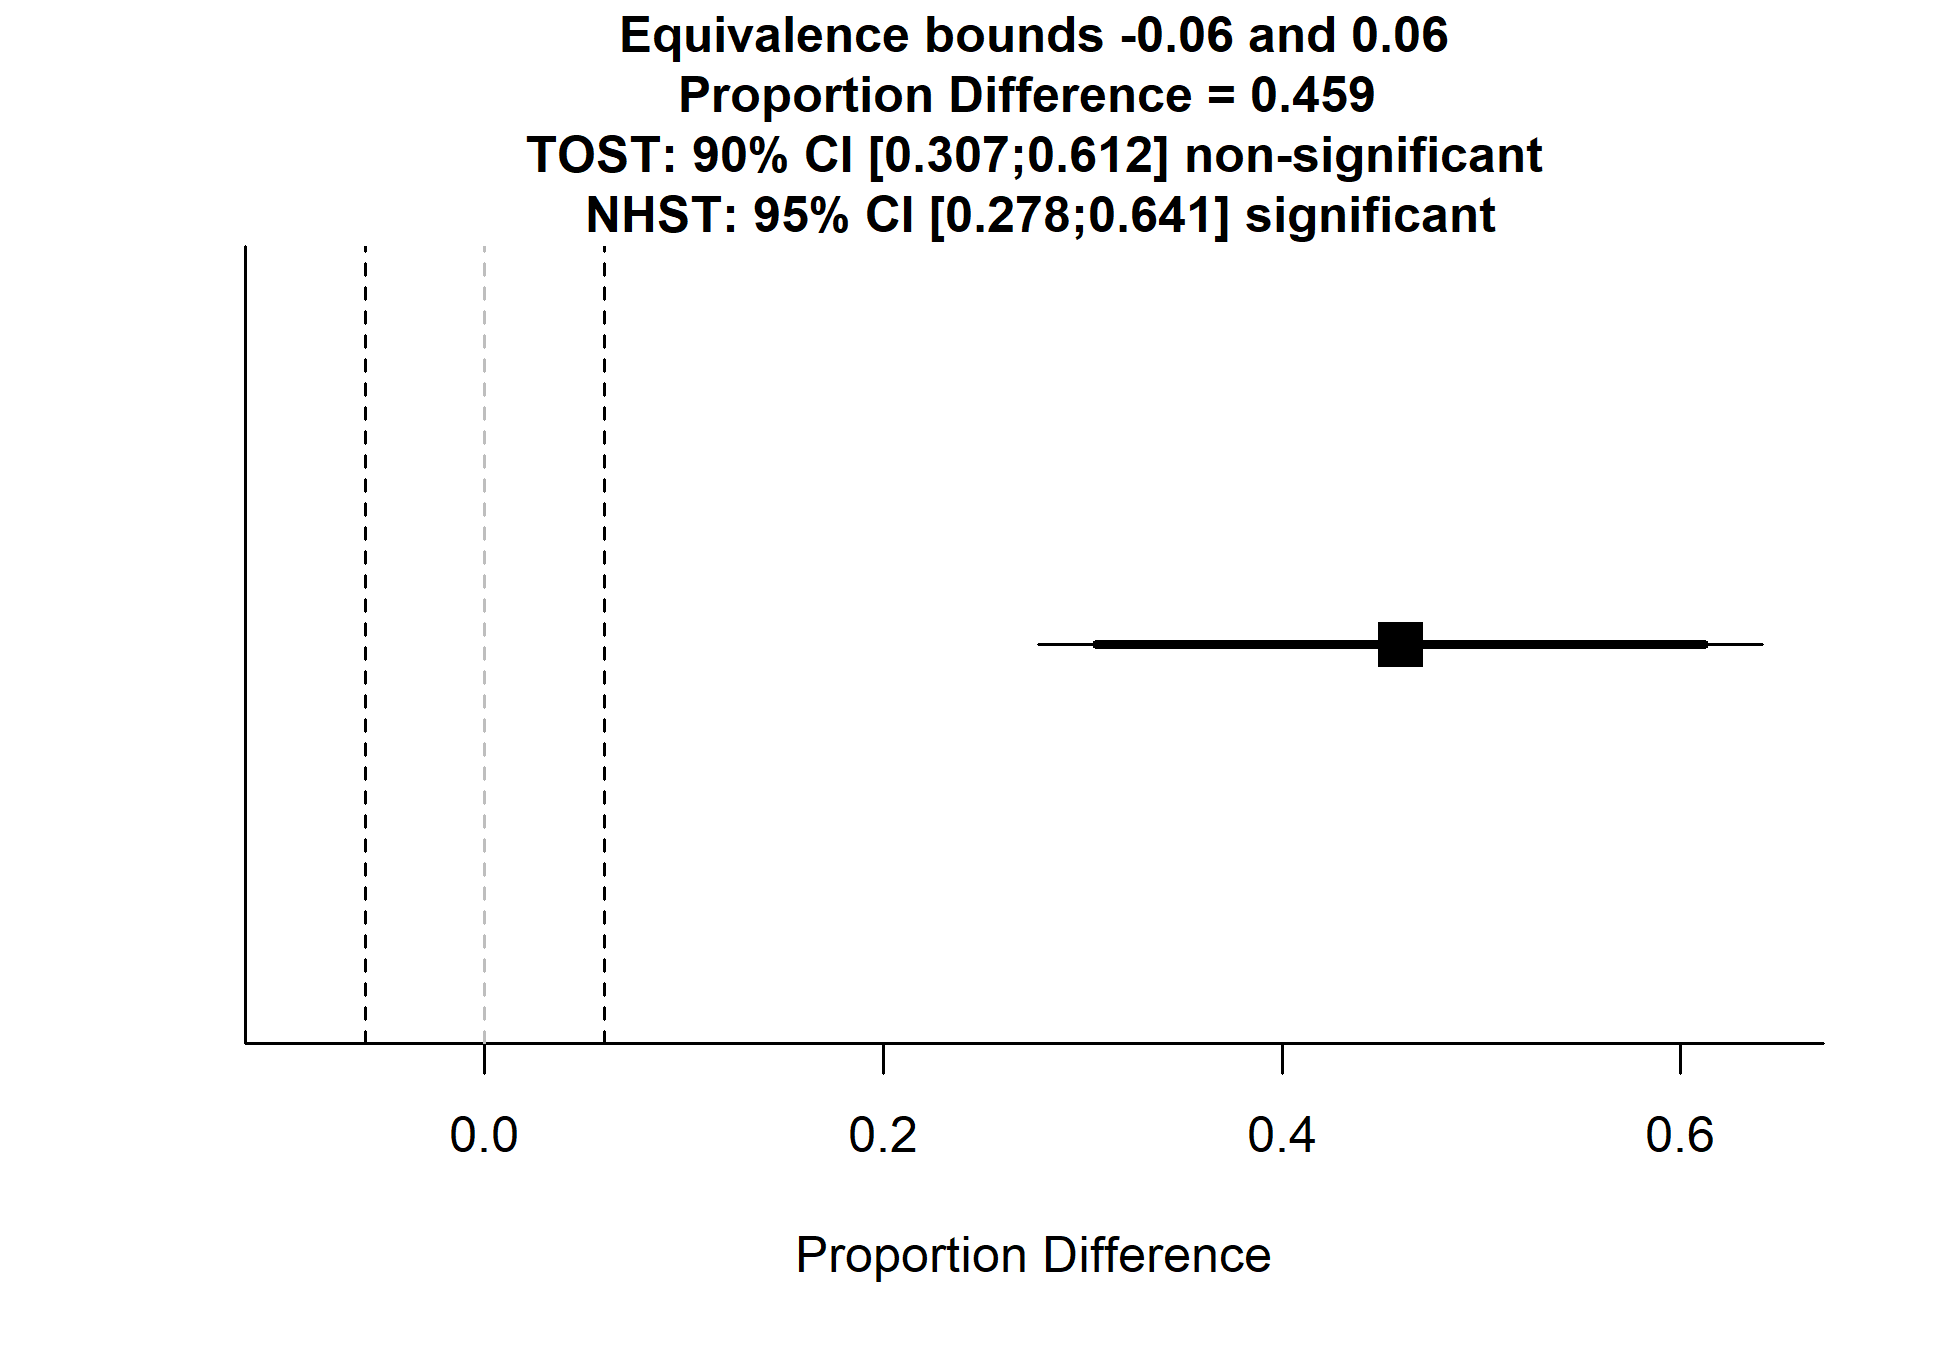 Equivalence bounds -0.06 and 0.06
Proportion Difference = 0.459
TOST: 90% CI [0.307;0.612] non-significant
NHST: 95% CI [0.278;0.641] significant
0.0 0.2 0.4 0.6
Proportion Difference